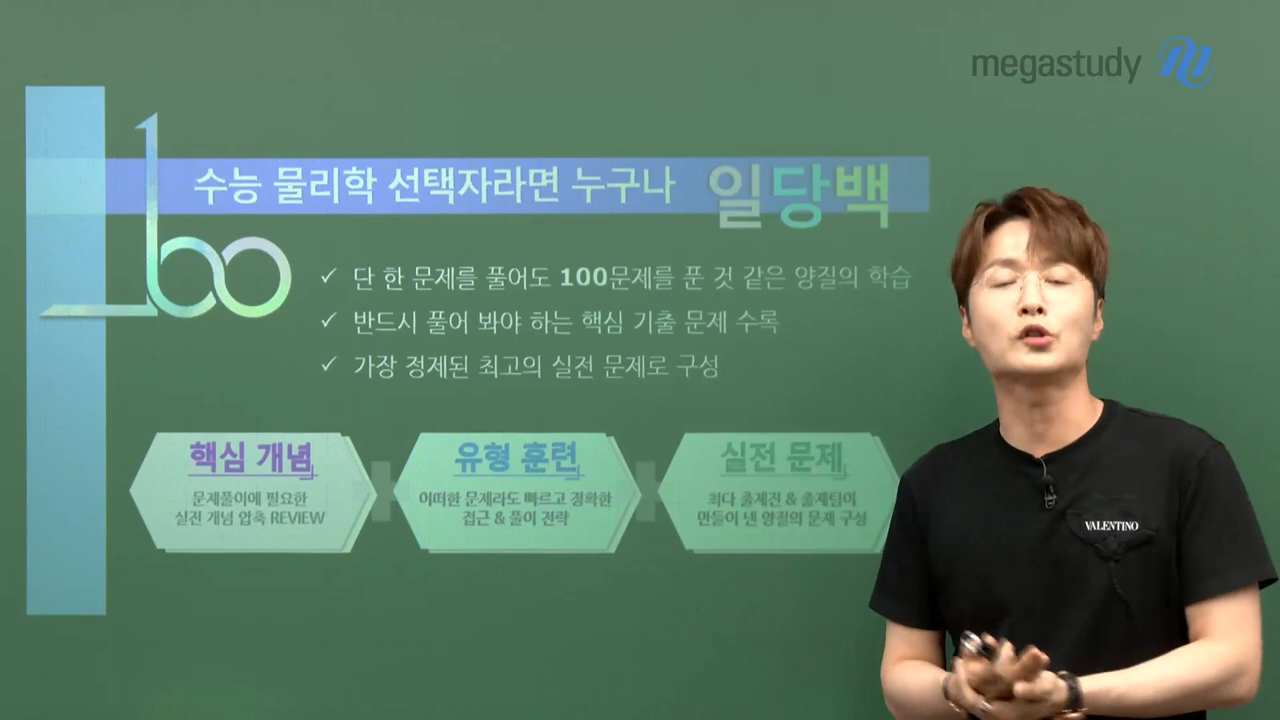 megastudy
수능 물리학 선택자라면 누구나 일당백
✓ 단 한 문제를 풀어도 100문제를 푼 것 같은 양질의 학습
✓ 반드시 풀어 봐야 하는 핵심 기출 문제 수록
✓ 가장 정제된 최고의 실전 문제로 구성
핵심 개념
문제풀이에 필요한
실전 개념 압축 REVIEW
유형 훈련
어떠한 문제라도 빠르고 정확한
접근 & 풀이 전략
실전 문제
최다 출제진 & 출제팀이
만들어 낸 양질의 문제 구성
VALENTINO